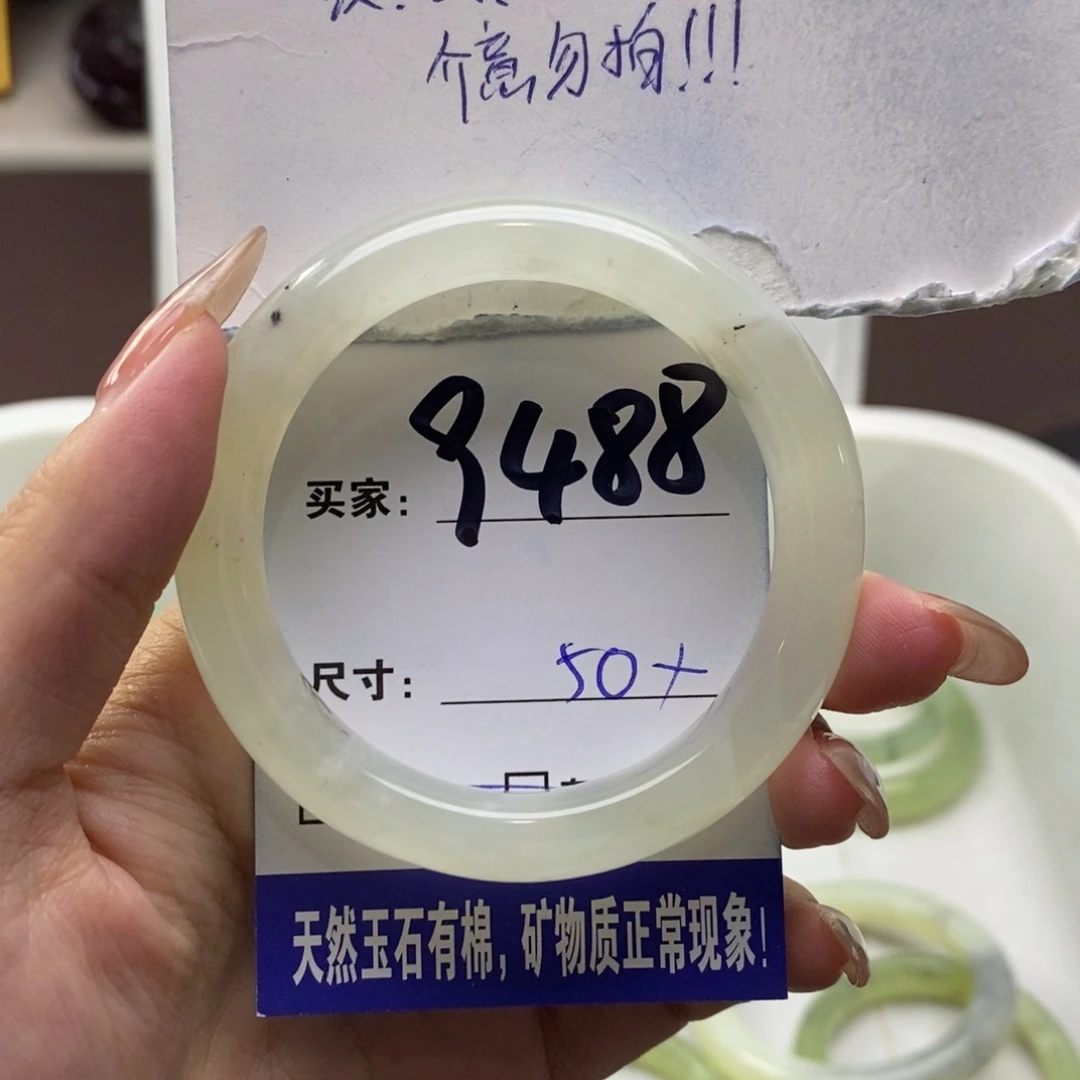 介意勿拍!!!
买家: 9488
尺寸: 50+
天然玉石有棉, 矿物质正常现象!